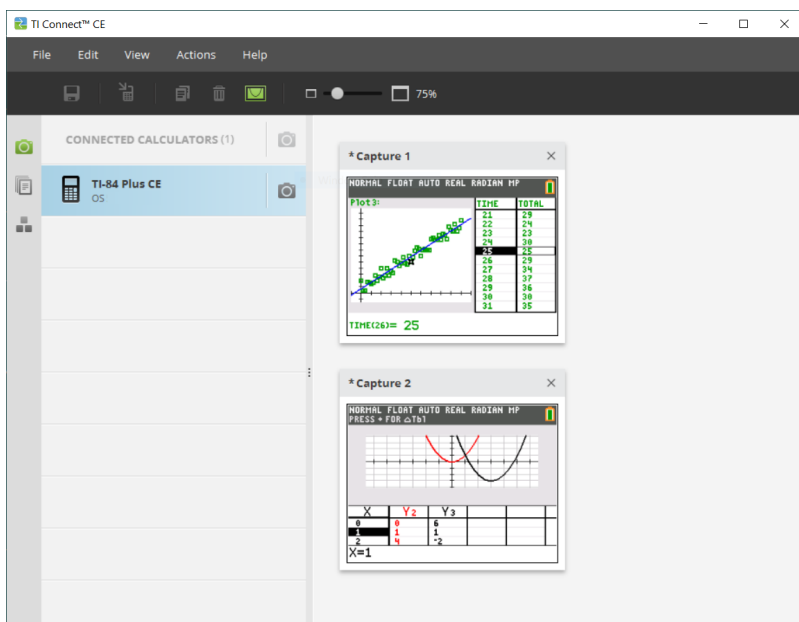 TI Connect™ CE
File Edit View Actions Help
75%
CONNECTED CALCULATORS (1)
TI-84 Plus CE
OS
*Capture 1
NORMAL FLOAT AUTO REAL RADIAN MP
Plot3:
TIME TOTAL
21 29
22 24
23 23
24 30
25 25
26 29
27 34
28 37
29 36
30 30
31 35
TIME(26)= 25
*Capture 2
NORMAL FLOAT AUTO REAL RADIAN MP
PRESS + FOR △Tbl
X Y2 Y3
0 0 6
1 1 1
2 4 -2
X=1